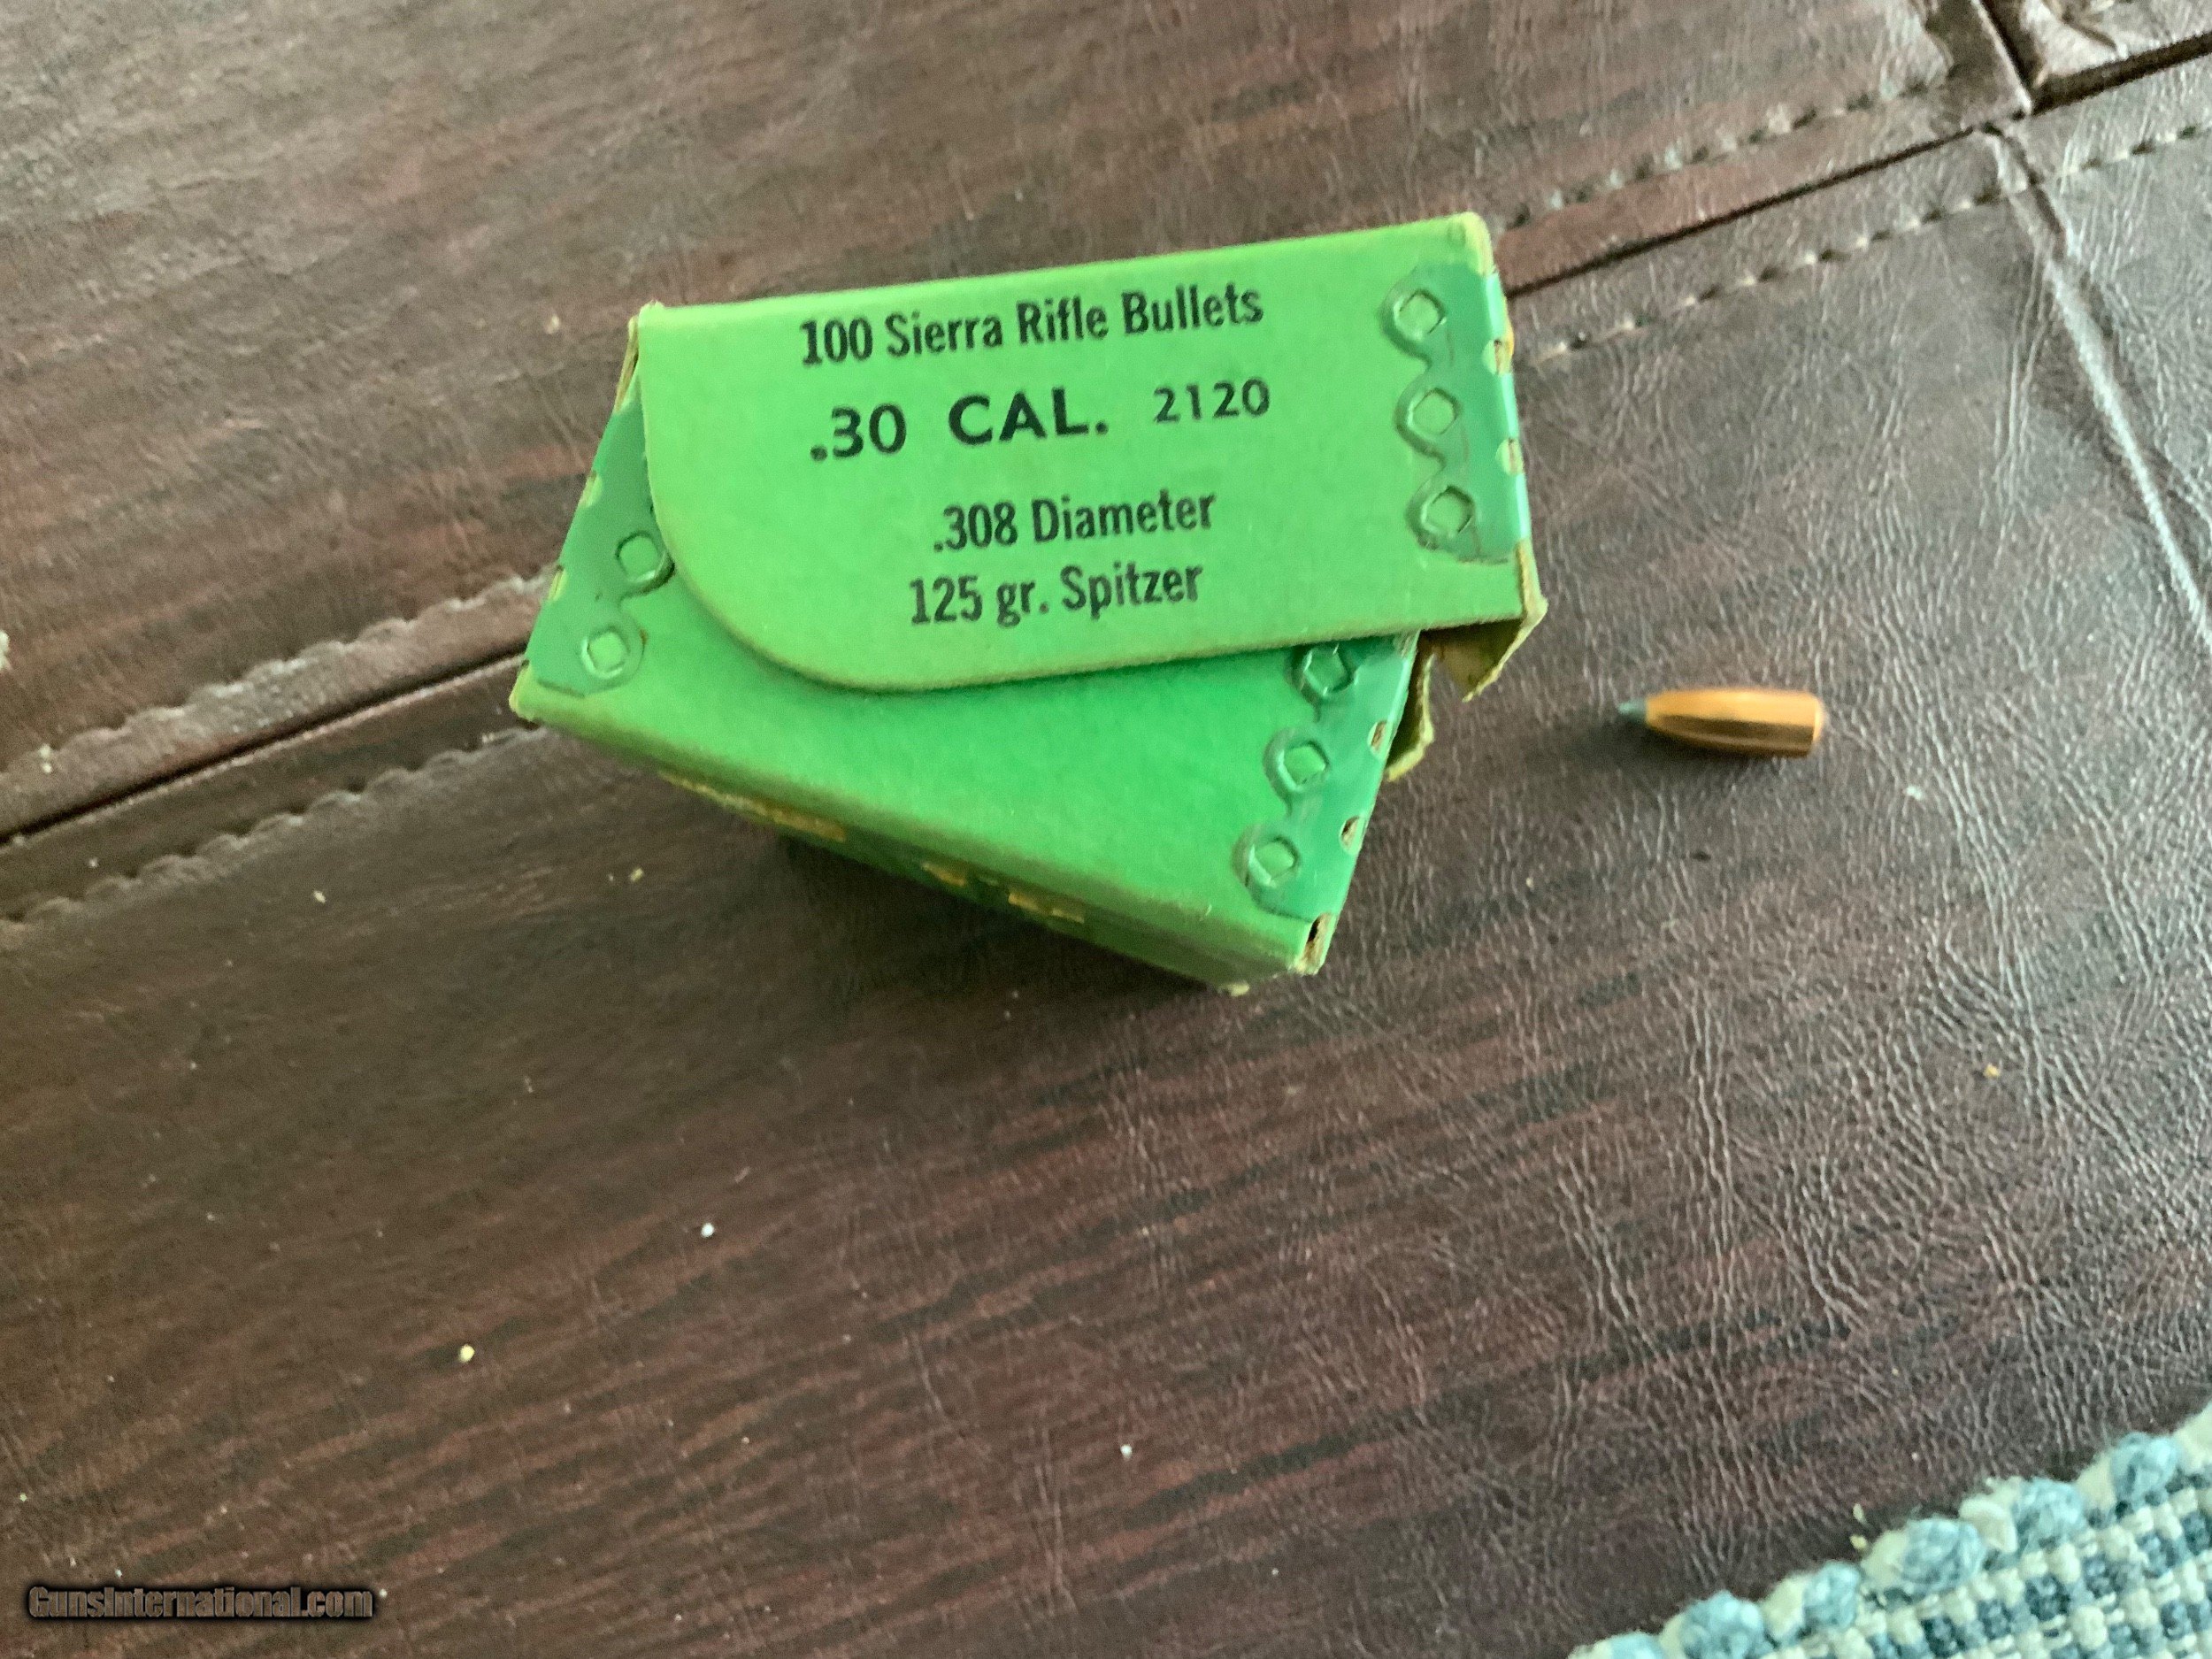 100 Sierra Rifle Bullets
.30 CAL. 2120
.308 Diameter
125 gr. Spitzer
GunsInternational.com